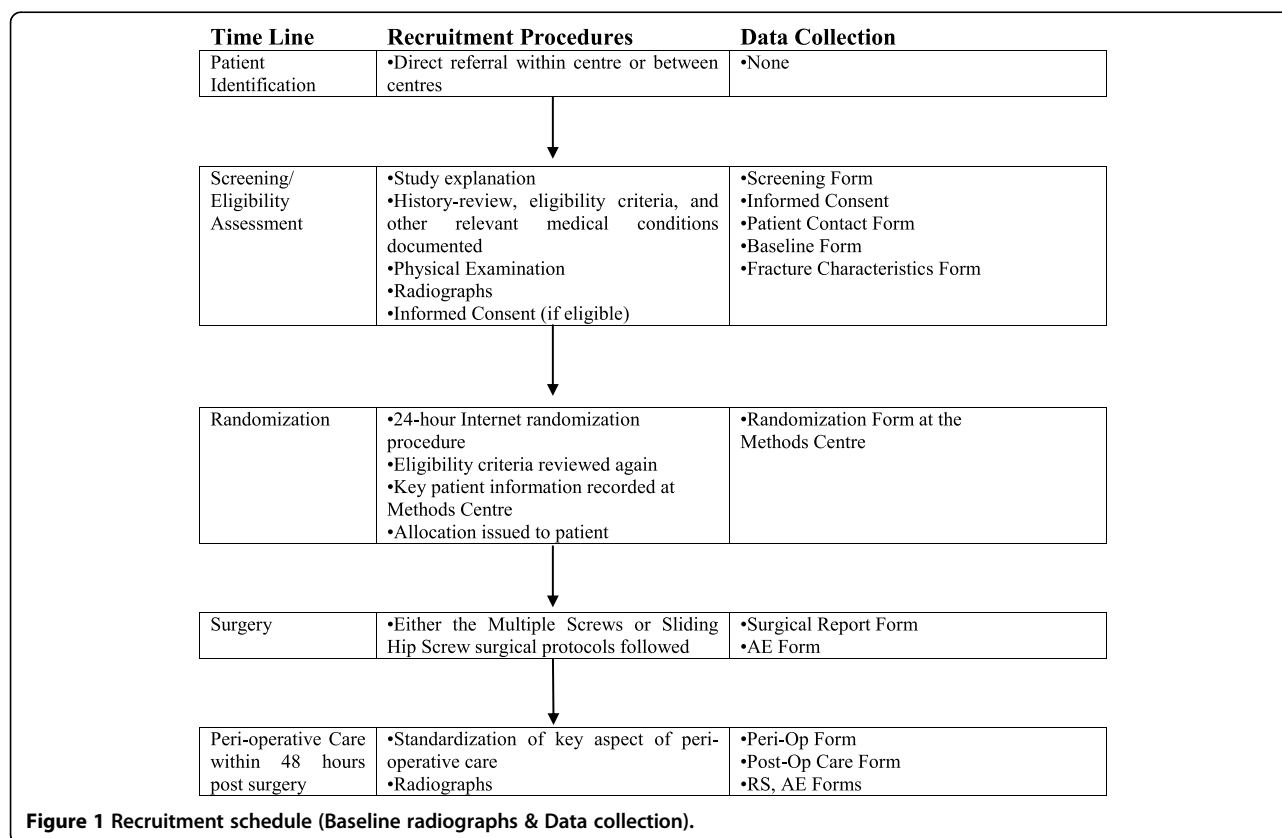 Time Line Recruitment Procedures Data Collection
Patient
Identification
•Direct referral within centre or between
centres
•None
Screening/
Eligibility
Assessment
•Study explanation
•History-review, eligibility criteria, and
other relevant medical conditions
documented
•Physical Examination
•Radiographs
•Informed Consent (if eligible)
•Screening Form
•Informed Consent
•Patient Contact Form
•Baseline Form
•Fracture Characteristics Form
Randomization
•24-hour Internet randomization
procedure
•Eligibility criteria reviewed again
•Key patient information recorded at
Methods Centre
•Allocation issued to patient
•Randomization Form at the
Methods Centre
Surgery
•Either the Multiple Screws or Sliding
Hip Screw surgical protocols followed
•Surgical Report Form
•AE Form
Peri-operative Care
within 48 hours
post surgery
•Standardization of key aspect of peri-
operative care
•Radiographs
•Peri-Op Form
•Post-Op Care Form
•RS, AE Forms
Figure 1 Recruitment schedule (Baseline radiographs & Data collection).